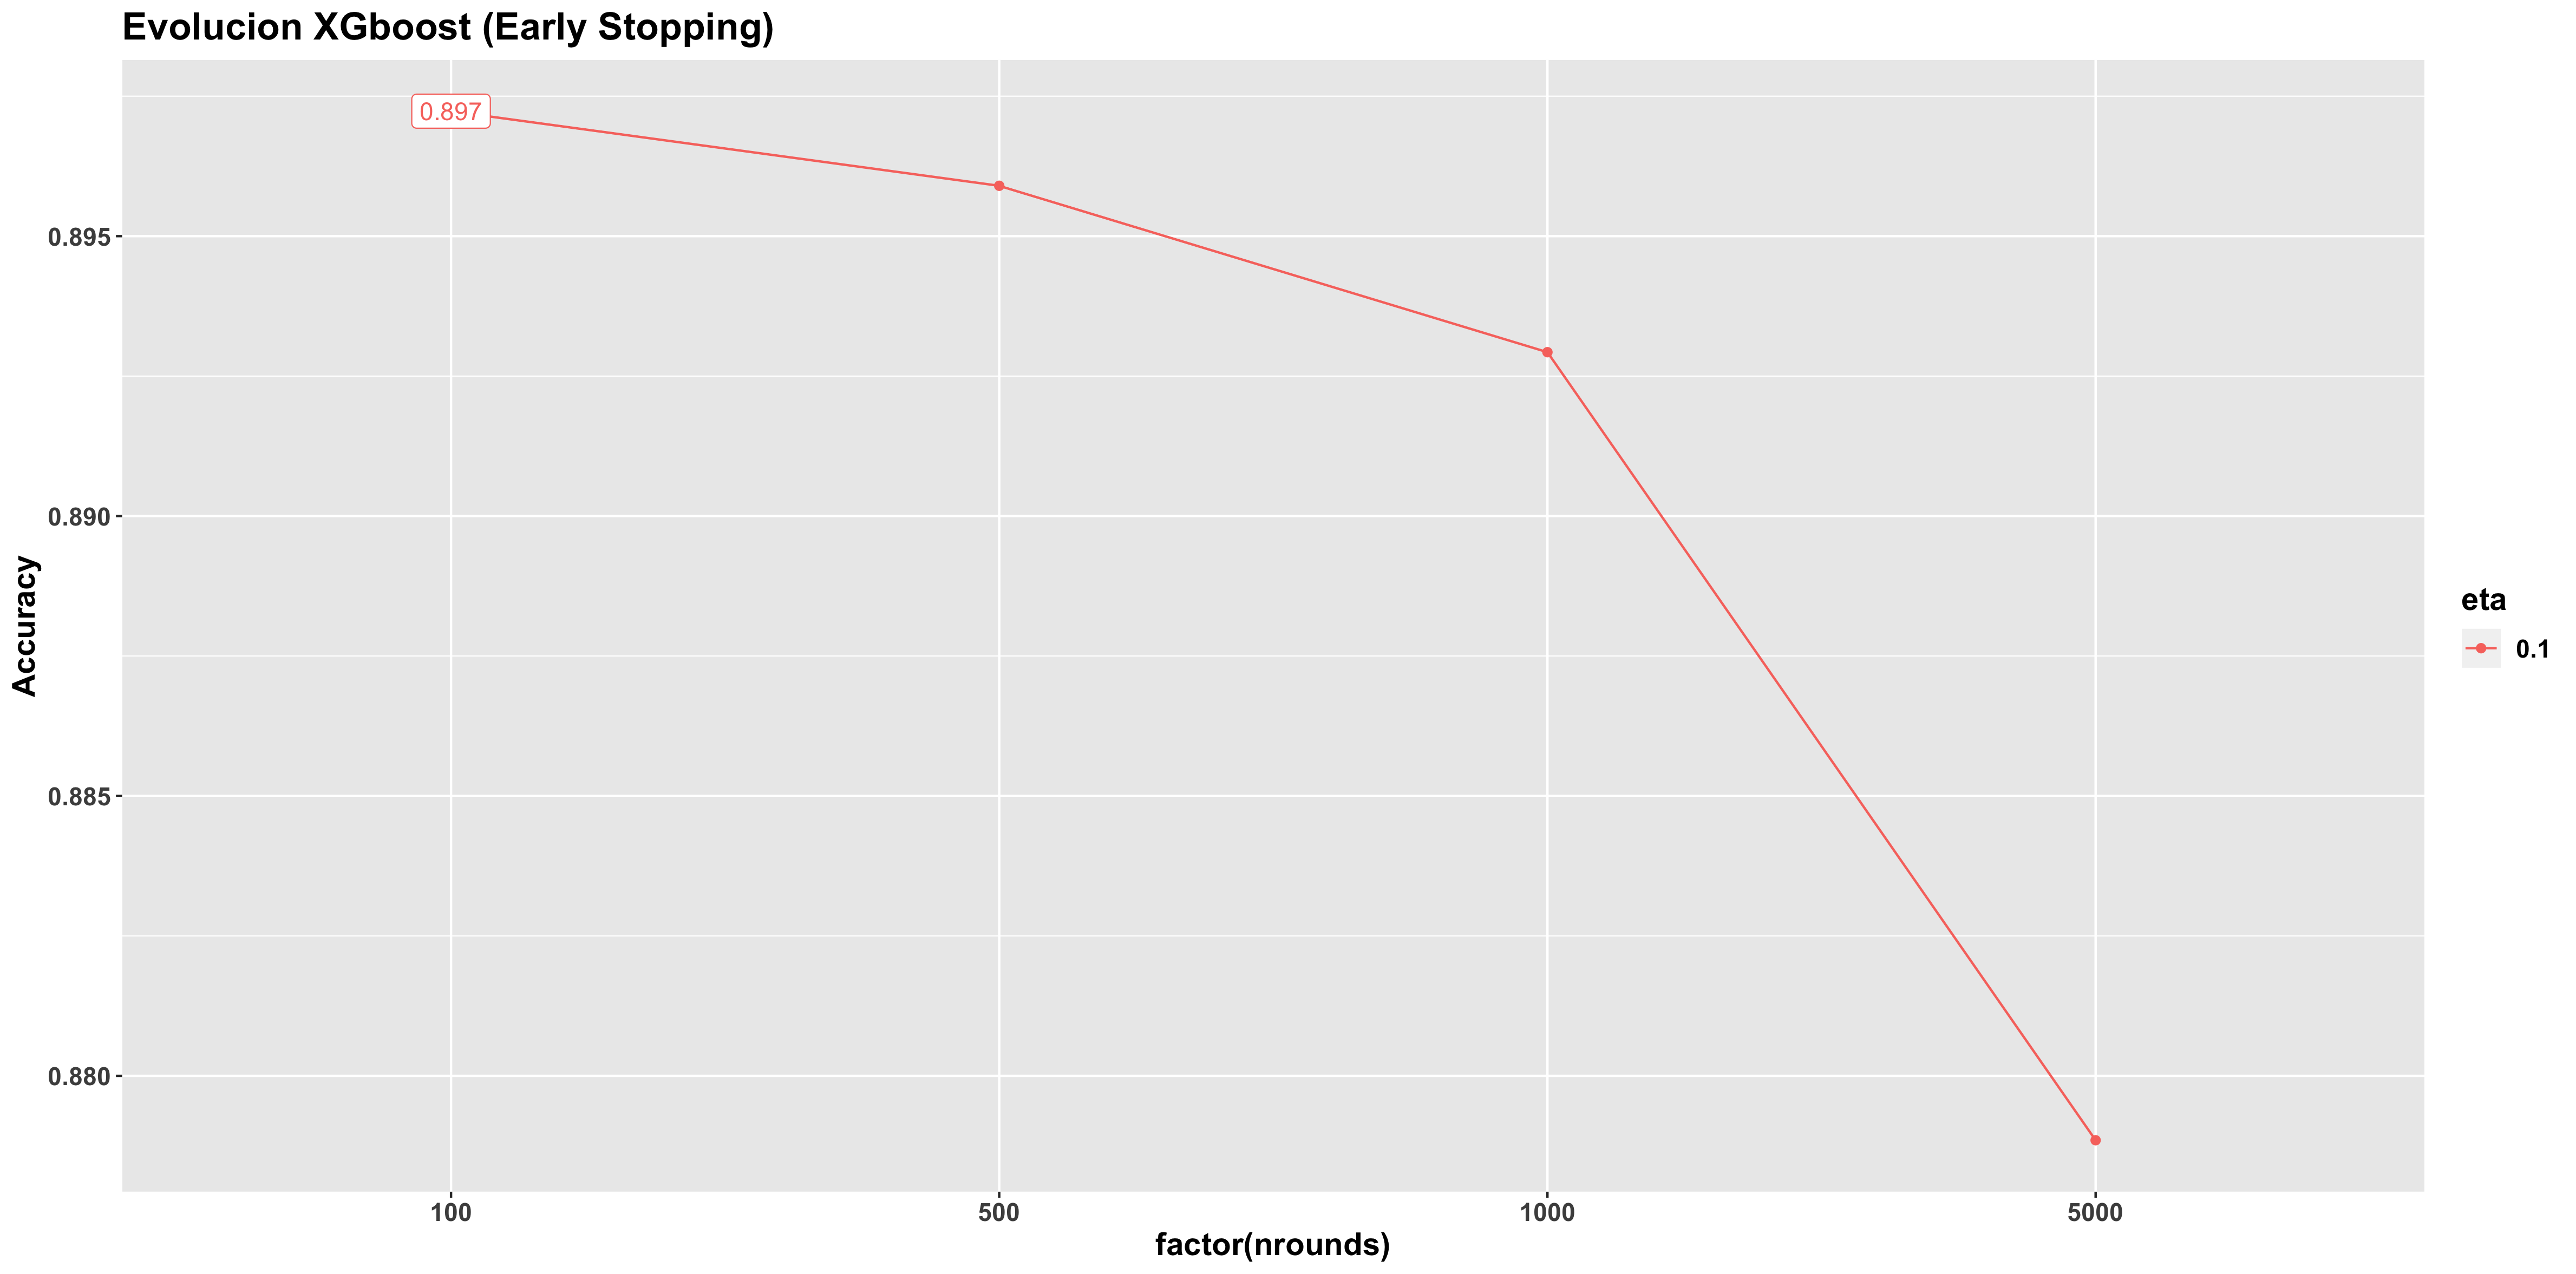 Evolucion XGboost (Early Stopping)
0.897
0.895
0.890
0.885
0.880
Accuracy
100 500 1000 5000
factor(nrounds)
eta
0.1